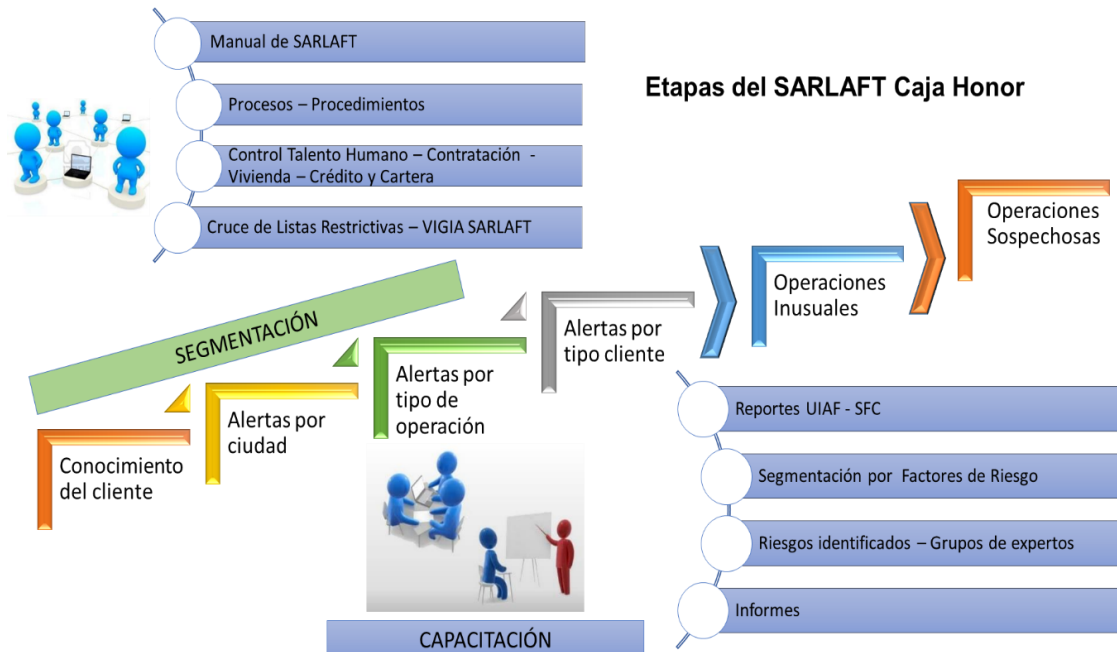 Manual de SARLAFT
Procesos – Procedimientos
Control Talento Humano – Contratación -
Vivienda – Crédito y Cartera
Cruce de Listas Restrictivas – VIGIA SARLAFT
Etapas del SARLAFT Caja Honor
SEGMENTACIÓN
Conocimiento
del cliente
Alertas por
ciudad
Alertas por
tipo de
operación
Alertas por
tipo cliente
Operaciones
Inusuales
Operaciones
Sospechosas
Reportes UIAF - SFC
Segmentación por Factores de Riesgo
Riesgos identificados – Grupos de expertos
Informes
CAPACITACIÓN